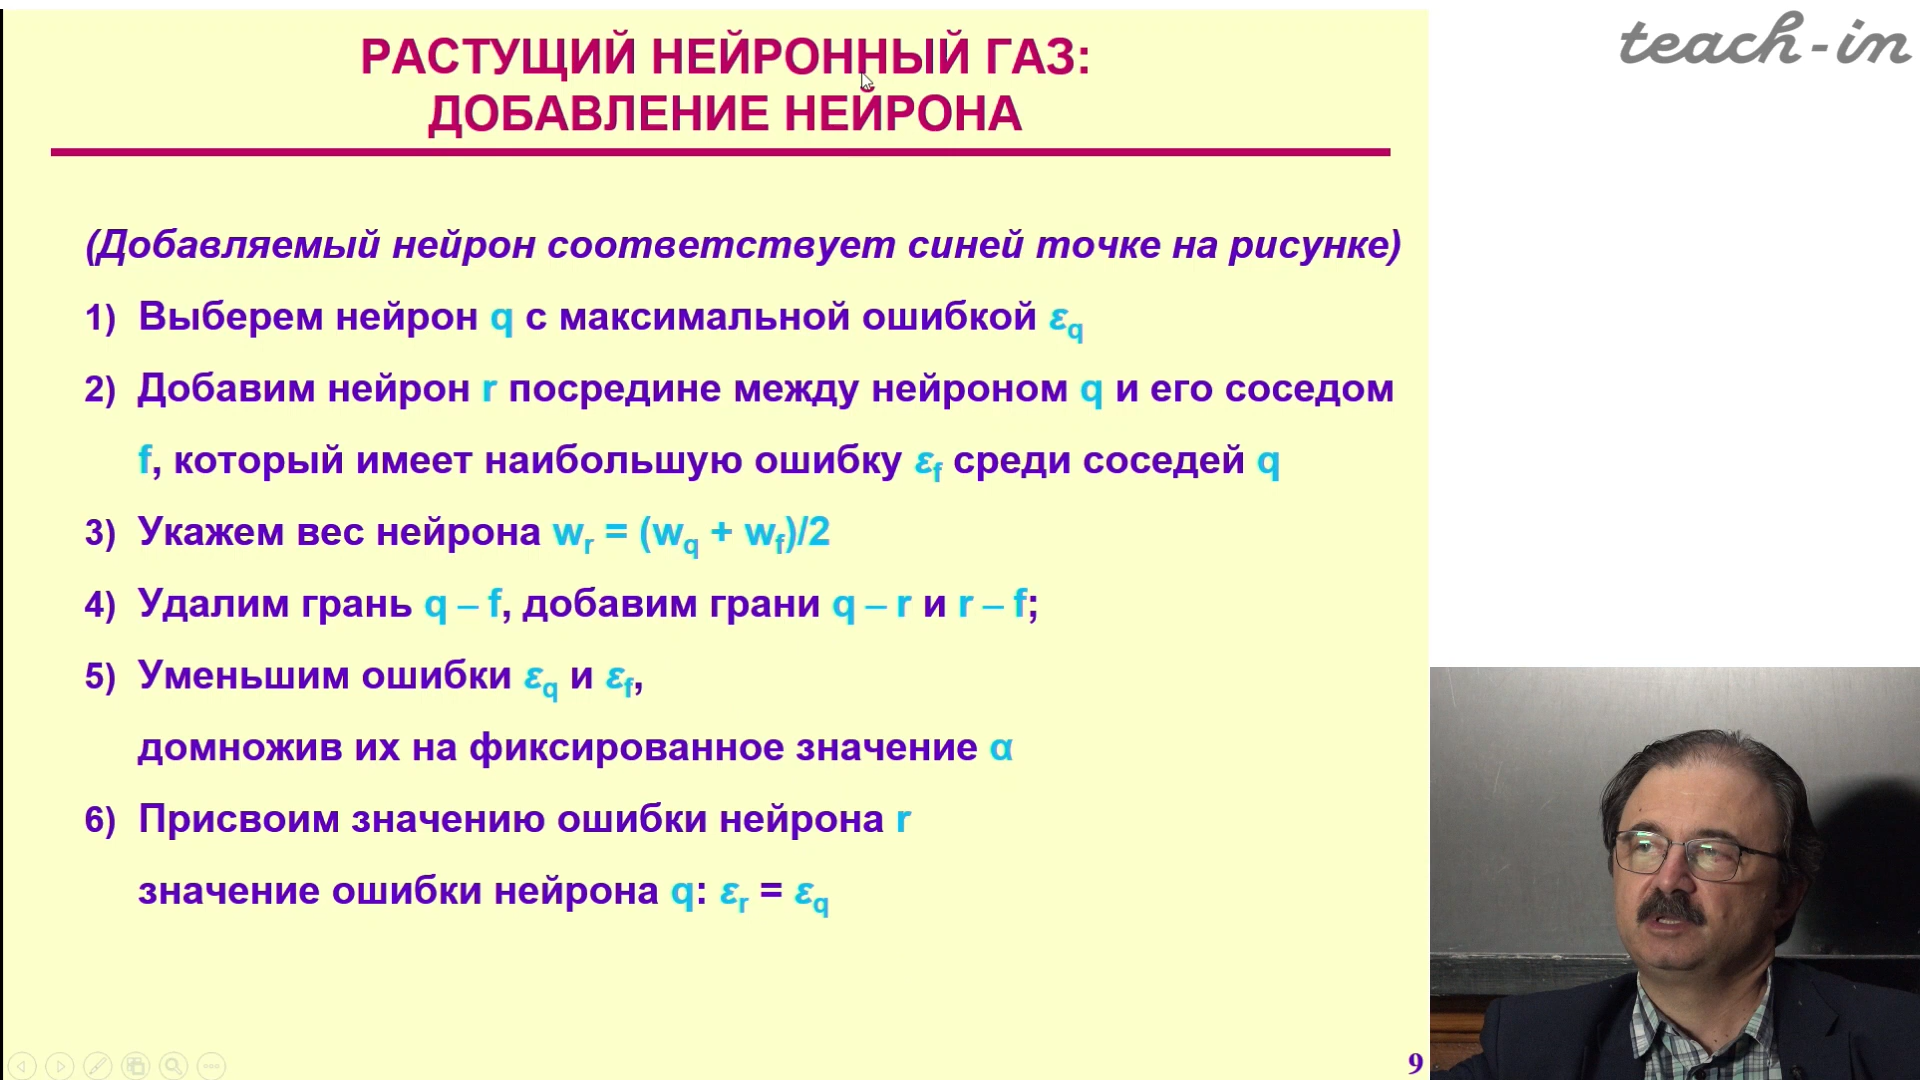 teach-in
РАСТУЩИЙ НЕЙРОННЫЙ ГАЗ:
ДОБАВЛЕНИЕ НЕЙРОНА
(Добавляемый нейрон соответствует синей точке на рисунке)
1) Выберем нейрон q с максимальной ошибкой εq
2) Добавим нейрон r посредине между нейроном q и его соседом
f, который имеет наибольшую ошибку εf среди соседей q
3) Укажем вес нейрона wr = (wq + wf)/2
4) Удалим грань q – f, добавим грани q – r и r – f;
5) Уменьшим ошибки εq и εf,
домножив их на фиксированное значение α
6) Присвоим значению ошибки нейрона r
значение ошибки нейрона q: εr = εq
9